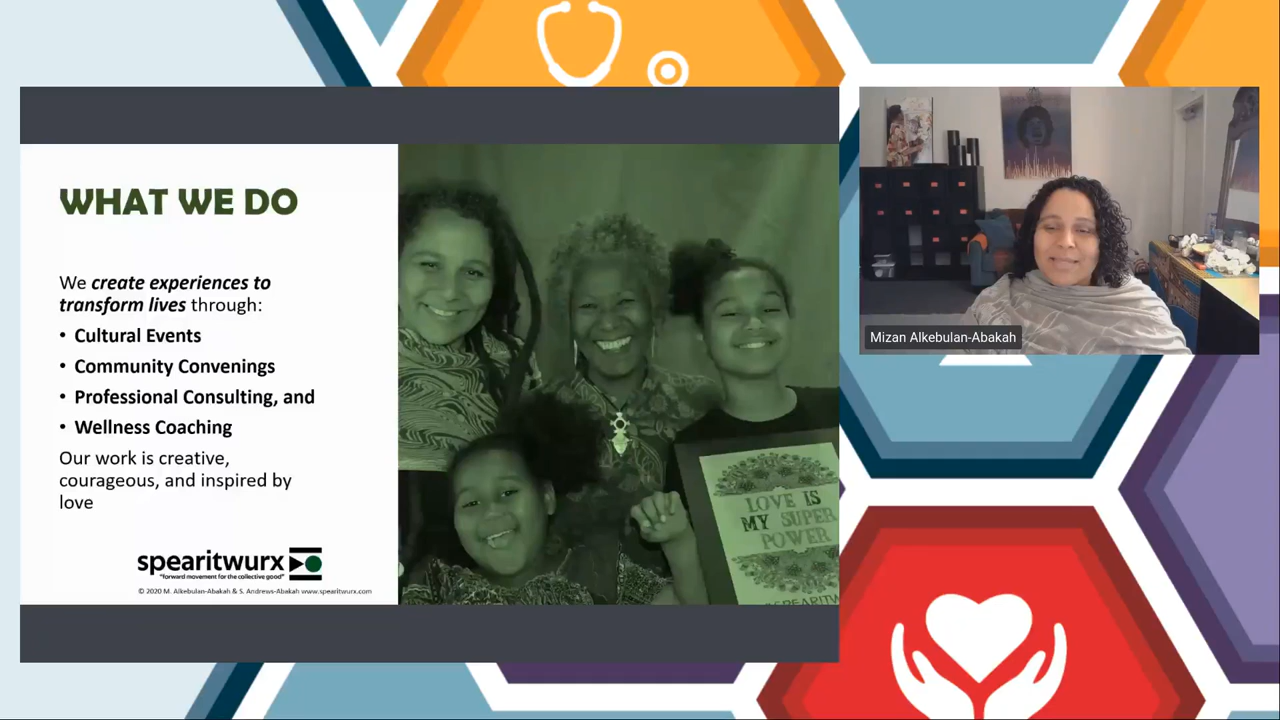 WHAT WE DO
We create experiences to
transform lives through:
• Cultural Events
• Community Convenings
• Professional Consulting, and
• Wellness Coaching
Our work is creative,
courageous, and inspired by
love
spearitwurx
"forward movement for the collective good"
© 2020 M. Alkebulan-Abakah & S. Andrews-Abakah www.spearitwurx.com
LOVE IS
MY SUPER
POWER
Mizan Alkebulan-Abakah